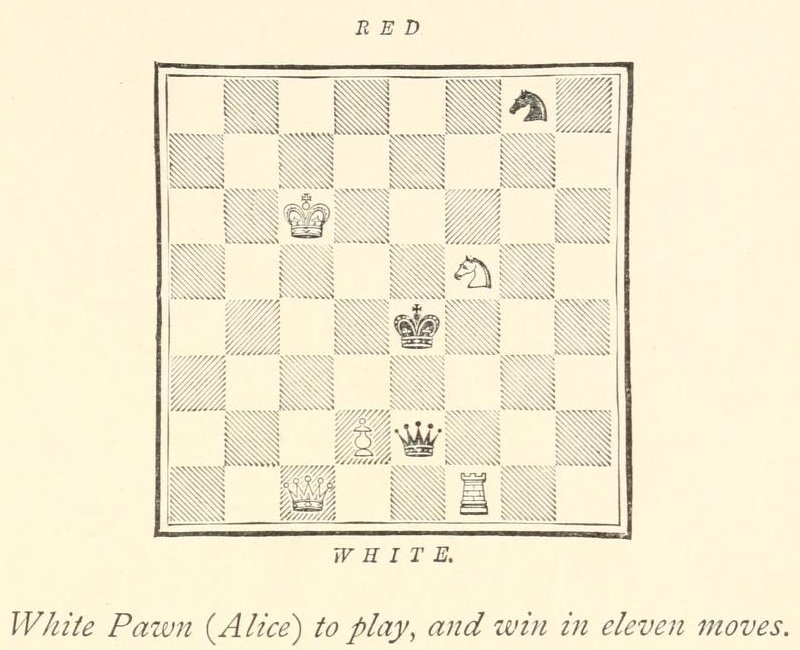 RED
WHITE.
White Pawn (Alice) to play, and win in eleven moves.